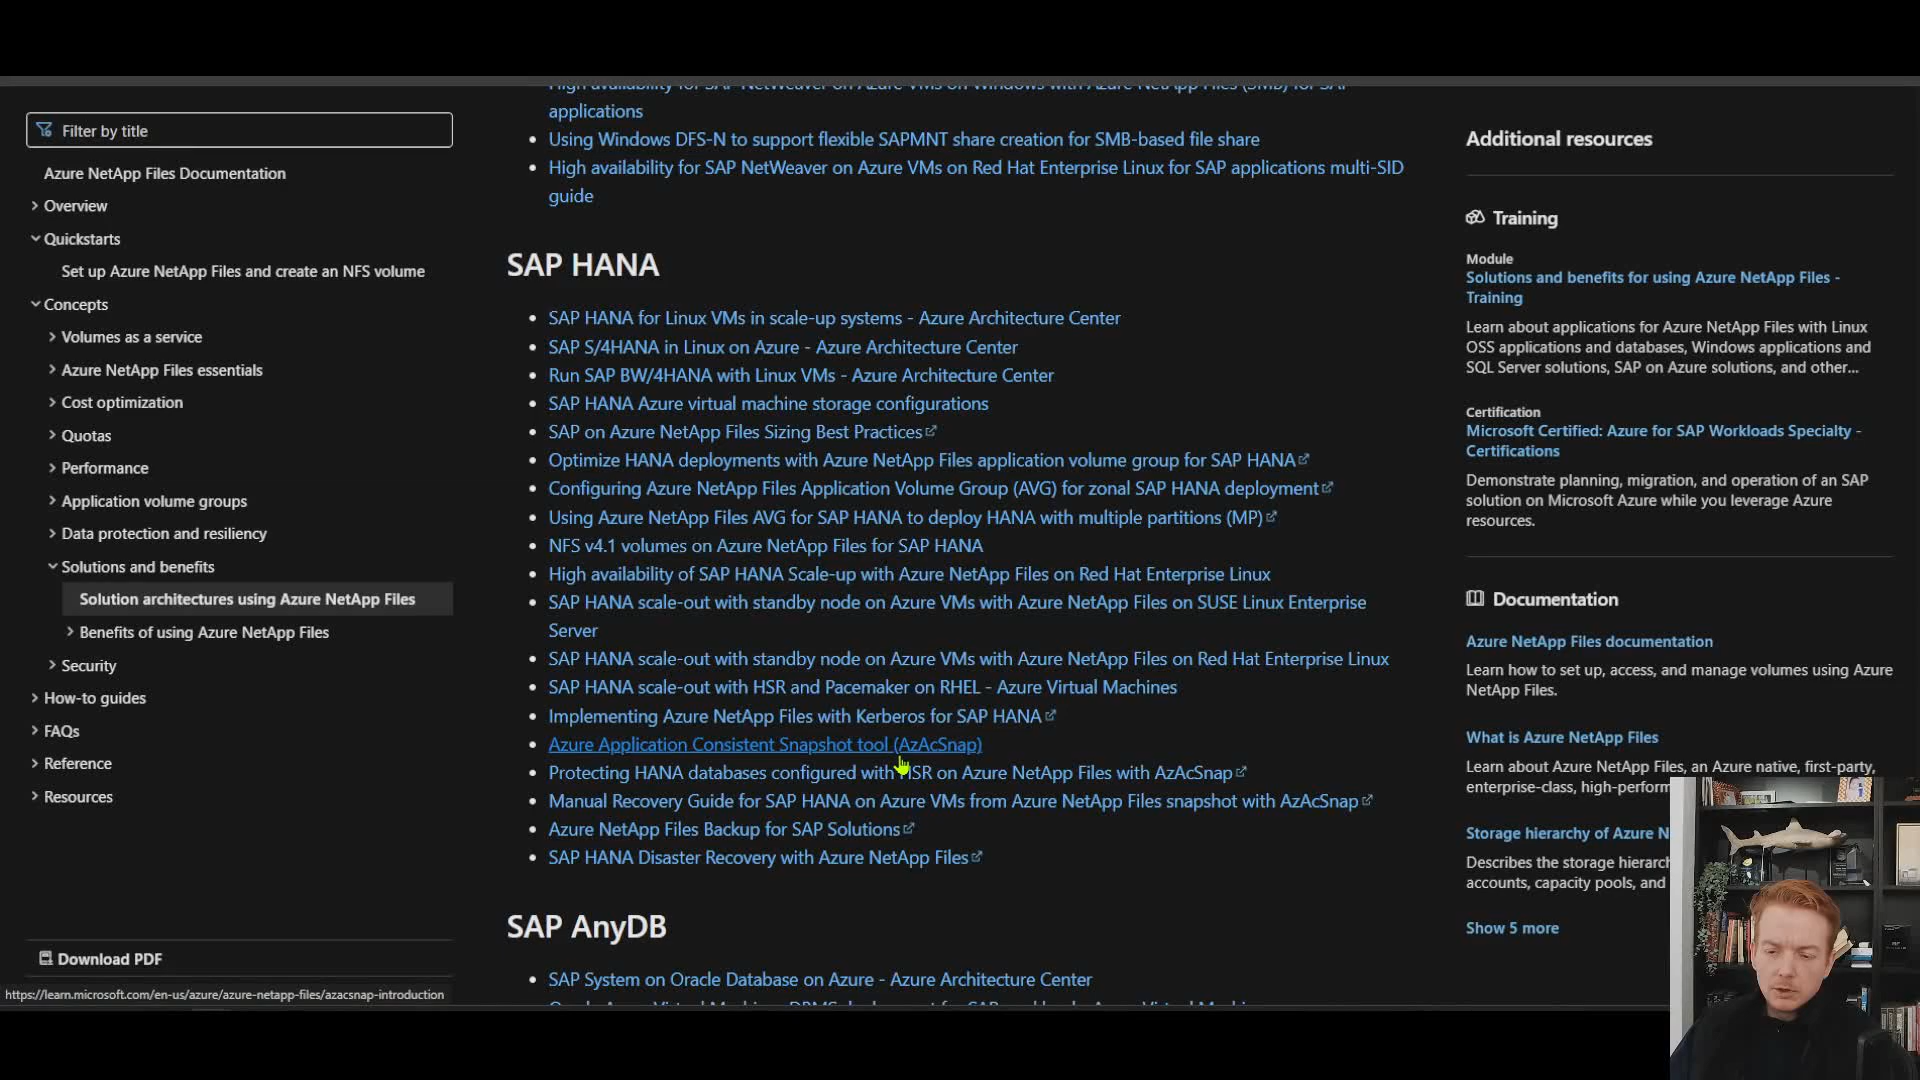 Filter by title
Azure NetApp Files Documentation
Overview
Quickstarts
Set up Azure NetApp Files and create an NFS volume
Concepts
Volumes as a service
Azure NetApp Files essentials
Cost optimization
Quotas
Performance
Application volume groups
Data protection and resiliency
Solutions and benefits
Solution architectures using Azure NetApp Files
Benefits of using Azure NetApp Files
Security
How-to guides
FAQs
Reference
Resources
Download PDF
https://learn.microsoft.com/en-us/azure/azure-netapp-files/azacsnap-introduction
High availability for SAP NetWeaver on Azure VMs on Windows with Azure NetApp Files (SMB) for SAP
applications
Using Windows DFS-N to support flexible SAPMNT share creation for SMB-based file share
High availability for SAP NetWeaver on Azure VMs on Red Hat Enterprise Linux for SAP applications multi-SID
guide
SAP HANA
SAP HANA for Linux VMs in scale-up systems - Azure Architecture Center
SAP S/4HANA in Linux on Azure - Azure Architecture Center
Run SAP BW/4HANA with Linux VMs - Azure Architecture Center
SAP HANA Azure virtual machine storage configurations
SAP on Azure NetApp Files Sizing Best Practices
Optimize HANA deployments with Azure NetApp Files application volume group for SAP HANA
Configuring Azure NetApp Files Application Volume Group (AVG) for zonal SAP HANA deployment
Using Azure NetApp Files AVG for SAP HANA to deploy HANA with multiple partitions (MP)
NFS v4.1 volumes on Azure NetApp Files for SAP HANA
High availability of SAP HANA Scale-up with Azure NetApp Files on Red Hat Enterprise Linux
SAP HANA scale-out with standby node on Azure VMs with Azure NetApp Files on SUSE Linux Enterprise
Server
SAP HANA scale-out with standby node on Azure VMs with Azure NetApp Files on Red Hat Enterprise Linux
SAP HANA scale-out with HSR and Pacemaker on RHEL - Azure Virtual Machines
Implementing Azure NetApp Files with Kerberos for SAP HANA
Azure Application Consistent Snapshot tool (AzAcSnap)
Protecting HANA databases configured with HSR on Azure NetApp Files with AzAcSnap
Manual Recovery Guide for SAP HANA on Azure VMs from Azure NetApp Files snapshot with AzAcSnap
Azure NetApp Files Backup for SAP Solutions
SAP HANA Disaster Recovery with Azure NetApp Files
SAP AnyDB
SAP System on Oracle Database on Azure - Azure Architecture Center
Additional resources
Training
Module
Solutions and benefits for using Azure NetApp Files -
Training
Learn about applications for Azure NetApp Files with Linux
OSS applications and databases, Windows applications and
SQL Server solutions, SAP on Azure solutions, and other...
Certification
Microsoft Certified: Azure for SAP Workloads Specialty -
Certifications
Demonstrate planning, migration, and operation of an SAP
solution on Microsoft Azure while you leverage Azure
resources.
Documentation
Azure NetApp Files documentation
Learn how to set up, access, and manage volumes using Azure
NetApp Files.
What is Azure NetApp Files
Learn about Azure NetApp Files, an Azure native, first-party,
enterprise-class, high-perform
Storage hierarchy of Azure N
Describes the storage hierarch
accounts, capacity pools, and
Show 5 more